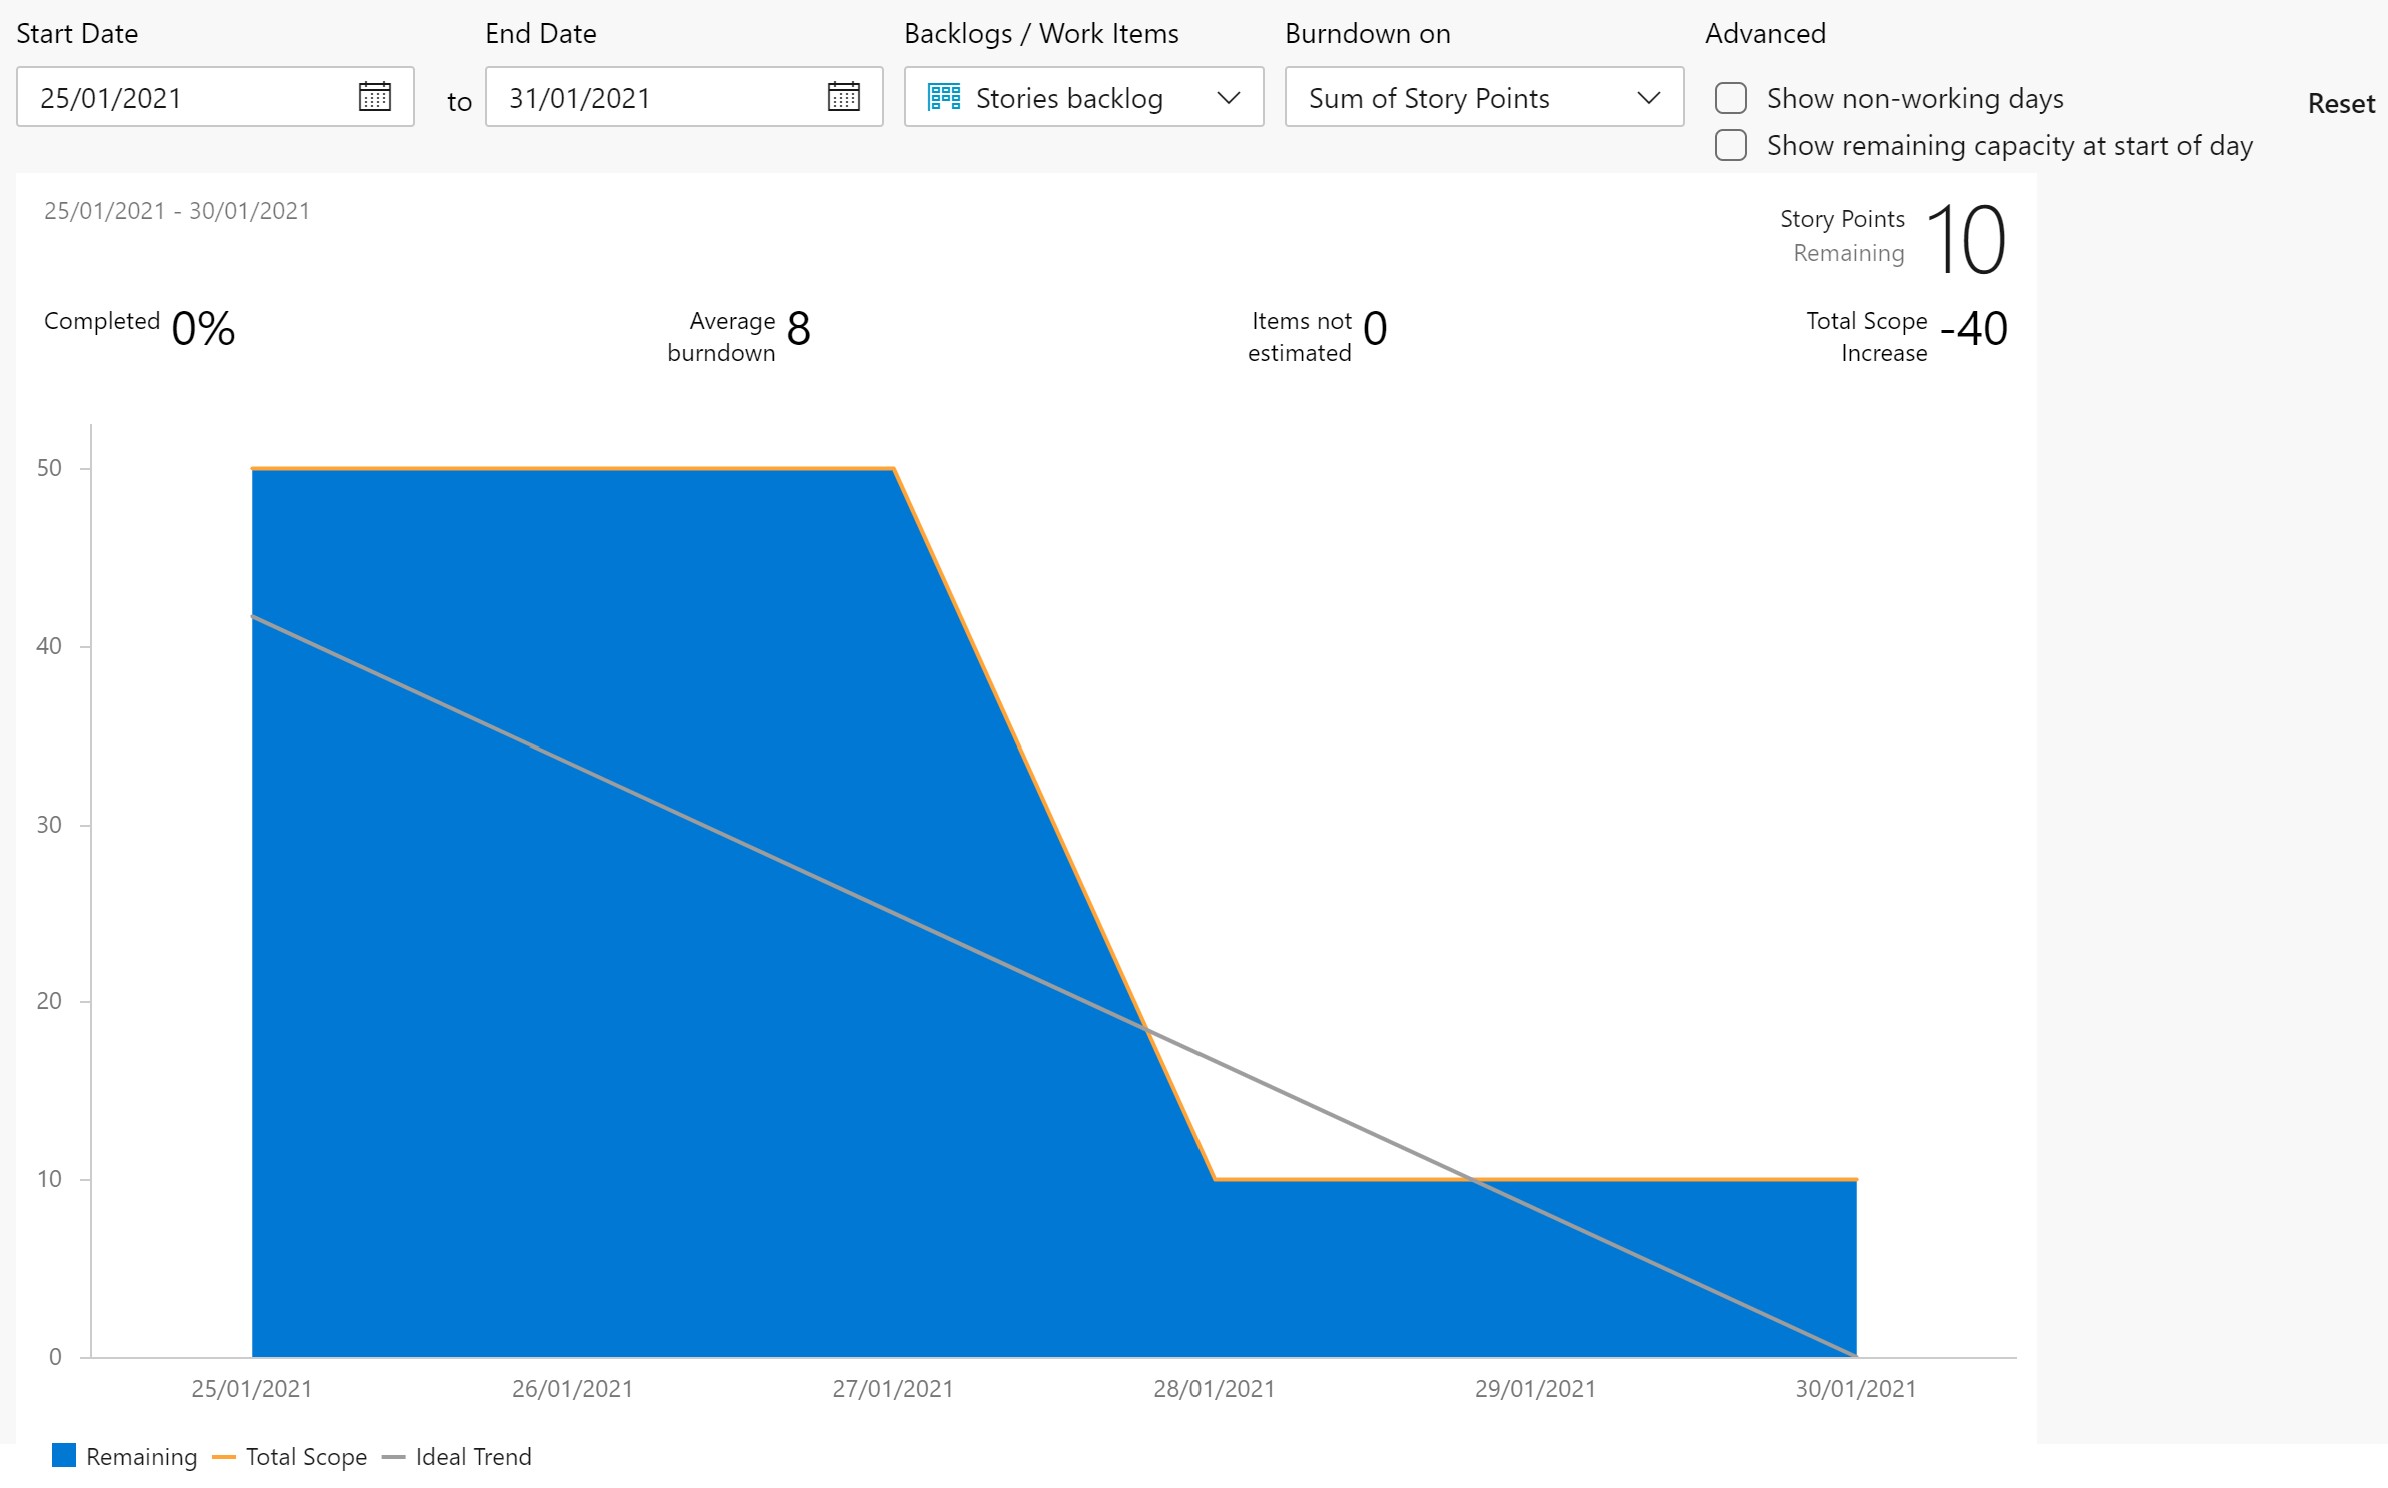 Start Date
25/01/2021
to
End Date
31/01/2021
Backlogs / Work Items
Stories backlog
Burndown on
Sum of Story Points
Advanced
Show non-working days
Show remaining capacity at start of day
Reset
25/01/2021 - 30/01/2021
Story Points
Remaining
10
Completed 0%
Average
burndown
8
Items not
estimated
0
Total Scope
Increase
-40
50
40
30
20
10
0
25/01/2021
26/01/2021
27/01/2021
28/01/2021
29/01/2021
30/01/2021
Remaining
Total Scope
Ideal Trend